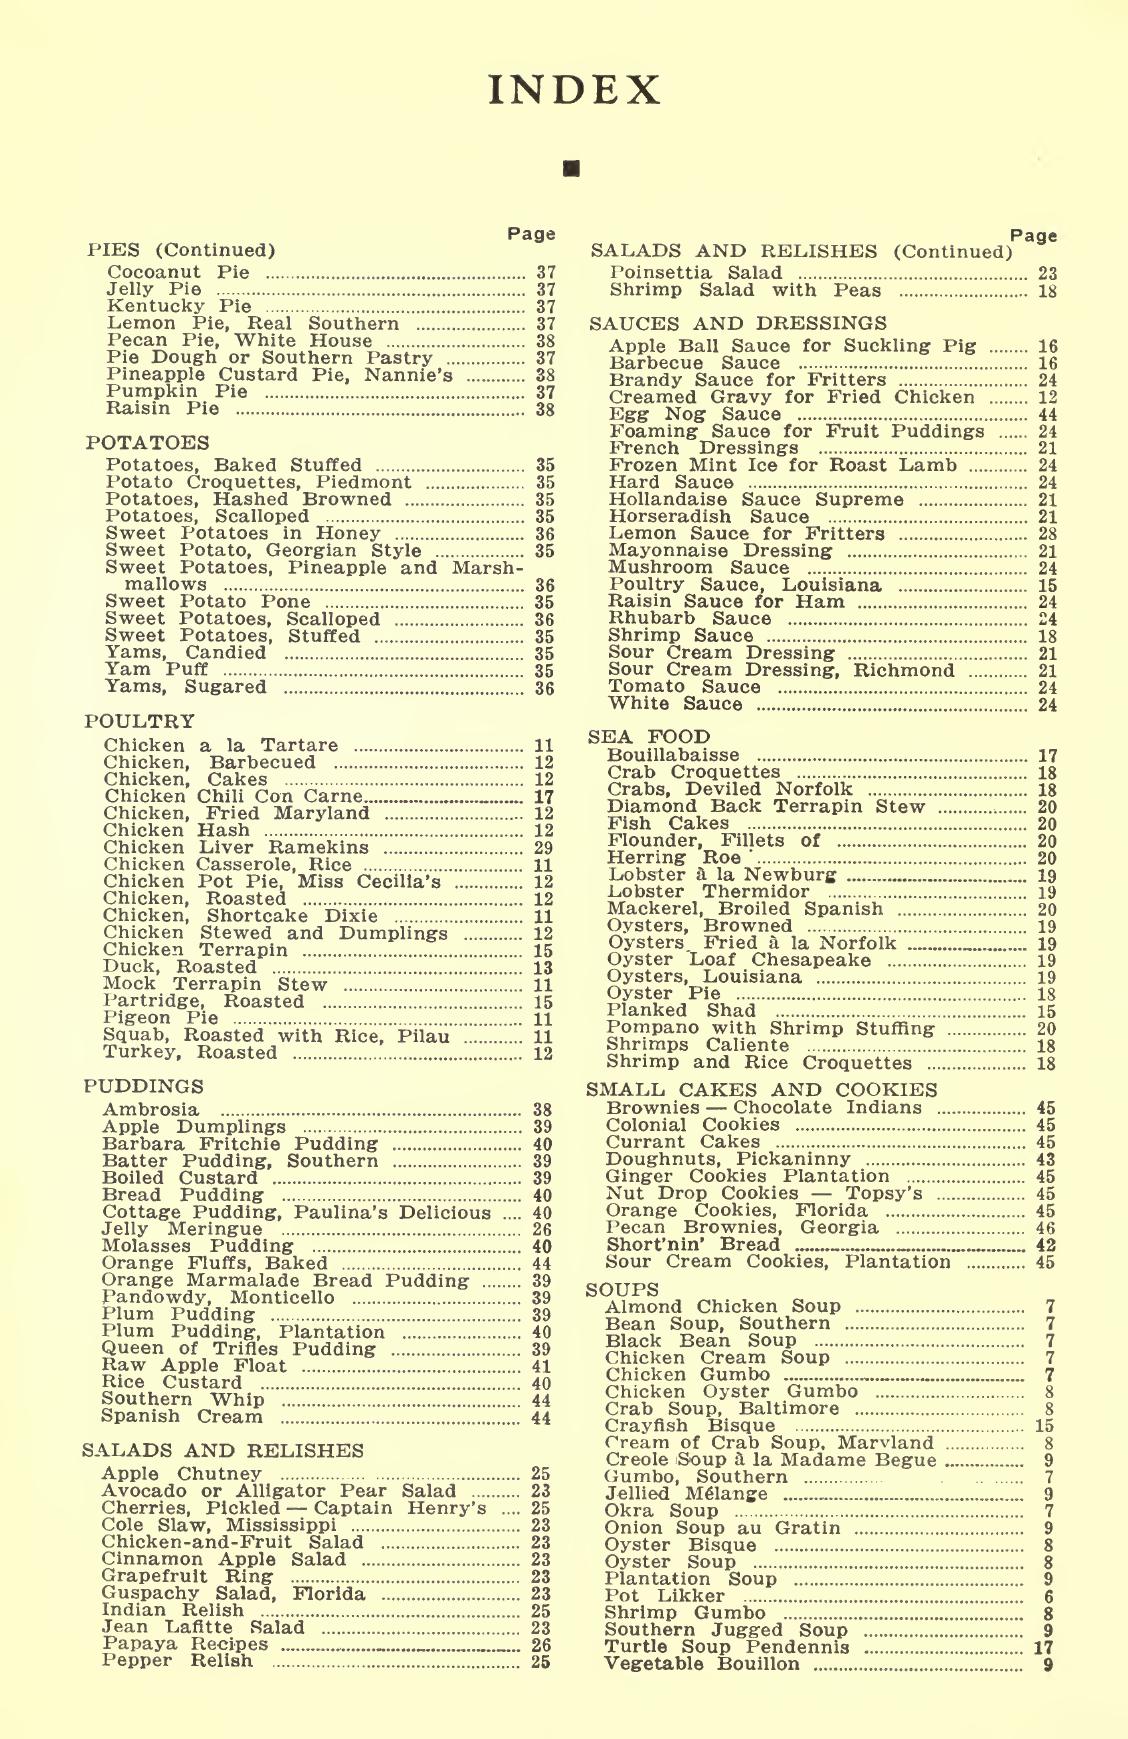 INDEX
Page
PIES (Continued)
Cocoanut Pie 37
Jelly Pie 37
Kentucky Pie 37
Lemon Pie, Real Southern 37
Pecan Pie, White House 38
Pie Dough or Southern Pastry 37
Pineapple Custard Pie, Nannie's 38
Pumpkin Pie 37
Raisin Pie 38
POTATOES
Potatoes, Baked Stuffed 35
Potato Croquettes, Piedmont 35
Potatoes, Hashed Browned 35
Potatoes, Scalloped 35
Sweet Potatoes in Honey 36
Sweet Potato, Georgian Style 35
Sweet Potatoes, Pineapple and Marsh-
mallows 36
Sweet Potato Pone 35
Sweet Potatoes, Scalloped 36
Sweet Potatoes, Stuffed 35
Yams, Candied 35
Yam Puff 35
Yams, Sugared 36
POULTRY
Chicken a la Tartare 11
Chicken, Barbecued 12
Chicken, Cakes 12
Chicken Chili Con Carne 17
Chicken, Fried Maryland 12
Chicken Hash 12
Chicken Liver Ramekins 29
Chicken Casserole, Rice 11
Chicken Pot Pie, Miss Cecilia's 12
Chicken, Roasted 12
Chicken, Shortcake Dixie 11
Chicken Stewed and Dumplings 12
Chicken Terrapin 15
Duck, Roasted 13
Mock Terrapin Stew 11
Partridge, Roasted 15
Pigeon Pie 11
Squab, Roasted with Rice, Pilau 11
Turkey, Roasted 12
PUDDINGS
Ambrosia 38
Apple Dumplings 39
Barbara Fritchie Pudding 40
Batter Pudding, Southern 39
Boiled Custard 39
Bread Pudding 40
Cottage Pudding, Paulina's Delicious 40
Jelly Meringue 26
Molasses Pudding 40
Orange Fluffs, Baked 44
Orange Marmalade Bread Pudding 39
Pandowdy, Monticello 39
Plum Pudding 39
Plum Pudding, Plantation 40
Queen of Trifles Pudding 39
Raw Apple Float 41
Rice Custard 40
Southern Whip 44
Spanish Cream 44
SALADS AND RELISHES
Apple Chutney 25
Avocado or Alligator Pear Salad 23
Cherries, Pickled — Captain Henry's 25
Cole Slaw, Mississippi 23
Chicken-and-Fruit Salad 23
Cinnamon Apple Salad 23
Grapefruit Ring 23
Guspachy Salad, Florida 23
Indian Relish 25
Jean Lafitte Salad 23
Papaya Recipes 26
Pepper Relish 25
Page
SALADS AND RELISHES (Continued)
Poinsettia Salad 23
Shrimp Salad with Peas 18
SAUCES AND DRESSINGS
Apple Ball Sauce for Suckling Pig 16
Barbecue Sauce 16
Brandy Sauce for Fritters 24
Creamed Gravy for Fried Chicken 12
Egg Nog Sauce 44
Foaming Sauce for Fruit Puddings 24
French Dressings 21
Frozen Mint Ice for Roast Lamb 24
Hard Sauce 24
Hollandaise Sauce Supreme 21
Horseradish Sauce 21
Lemon Sauce for Fritters 28
Mayonnaise Dressing 21
Mushroom Sauce 24
Poultry Sauce, Louisiana 15
Raisin Sauce for Ham 24
Rhubarb Sauce 24
Shrimp Sauce 18
Sour Cream Dressing 21
Sour Cream Dressing, Richmond 21
Tomato Sauce 24
White Sauce 24
SEA FOOD
Bouillabaisse 17
Crab Croquettes 18
Crabs, Deviled Norfolk 18
Diamond Back Terrapin Stew 20
Fish Cakes 20
Flounder, Fillets of 20
Herring Roe 20
Lobster à la Newburg 19
Lobster Thermidor 19
Mackerel, Broiled Spanish 20
Oysters, Browned 19
Oysters Fried à la Norfolk 19
Oyster Loaf Chesapeake 19
Oysters, Louisiana 19
Oyster Pie 18
Planked Shad 15
Pompano with Shrimp Stuffing 20
Shrimps Caliente 18
Shrimp and Rice Croquettes 18
SMALL CAKES AND COOKIES
Brownies — Chocolate Indians 45
Colonial Cookies 45
Currant Cakes 45
Doughnuts, Pickaninny 43
Ginger Cookies Plantation 45
Nut Drop Cookies — Topsy's 45
Orange Cookies, Florida 45
Pecan Brownies, Georgia 46
Short'nin' Bread 42
Sour Cream Cookies, Plantation 45
SOUPS
Almond Chicken Soup 7
Bean Soup, Southern 7
Black Bean Soup 7
Chicken Cream Soup 7
Chicken Gumbo 7
Chicken Oyster Gumbo 8
Crab Soup, Baltimore 8
Crayfish Bisque 15
Cream of Crab Soup, Maryland 8
Creole Soup à la Madame Begue 9
Gumbo, Southern 7
Jellied Mélange 9
Okra Soup 7
Onion Soup au Gratin 9
Oyster Bisque 8
Oyster Soup 8
Plantation Soup 9
Pot Likker 6
Shrimp Gumbo 8
Southern Jugged Soup 9
Turtle Soup Pendennis 17
Vegetable Bouillon 9